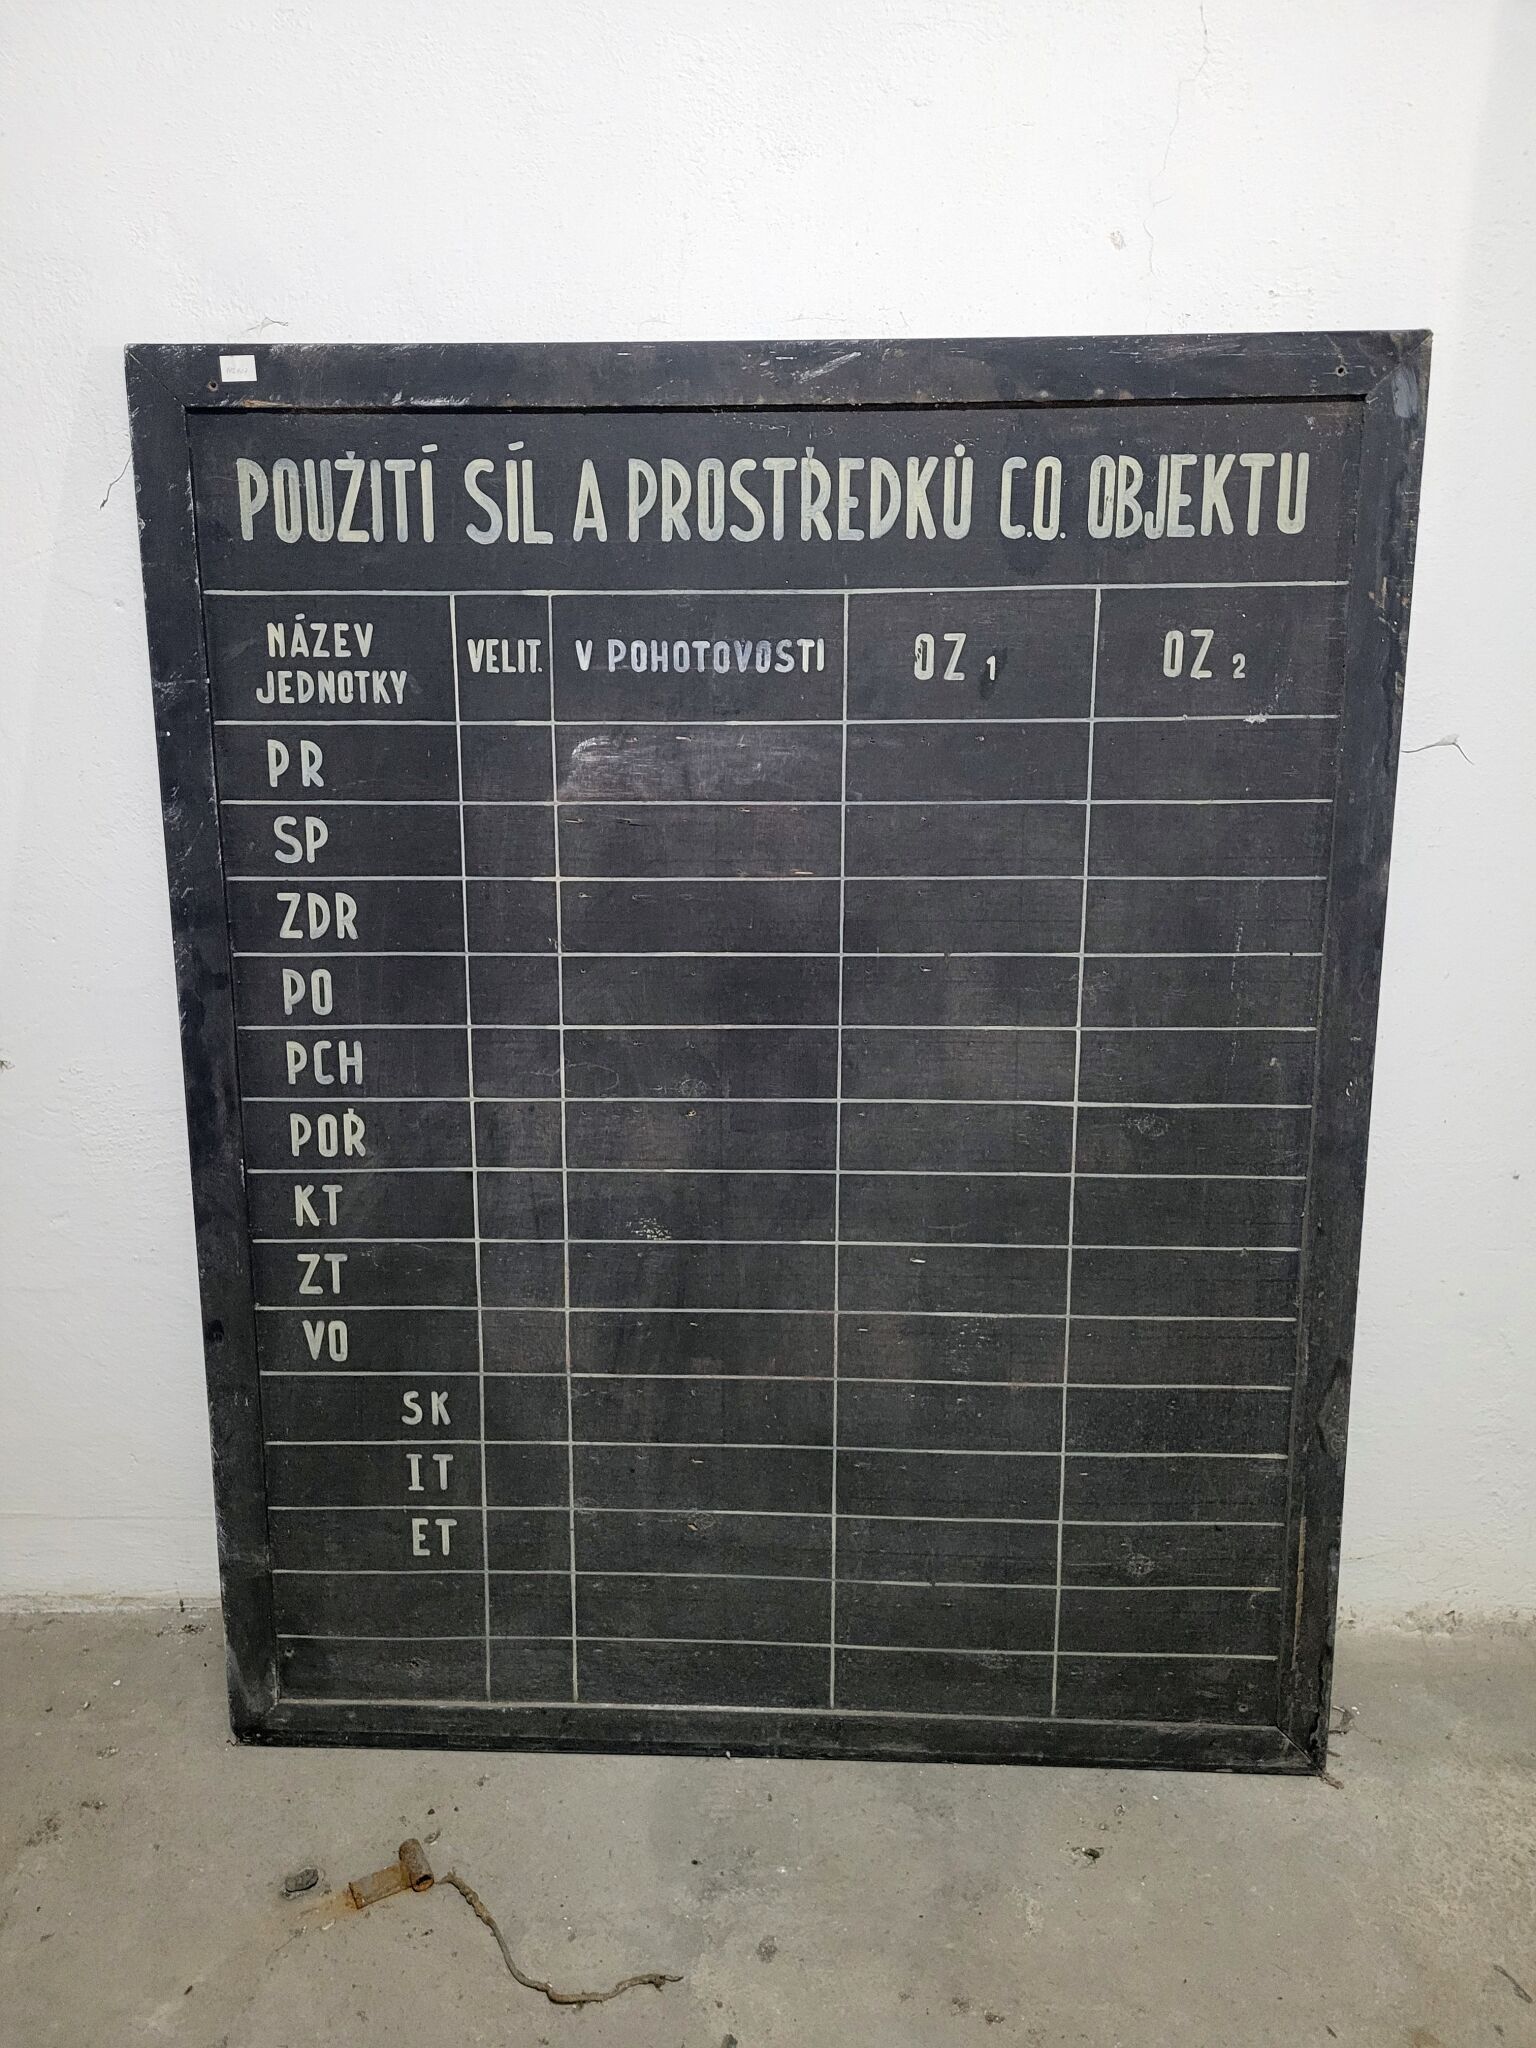 POUŽITÍ SÍL A PROSTŘEDKŮ C.O. OBJEKTU
NÁZEV
JEDNOTKY
VELIT.
V POHOTOVOSTI
OZ 1
OZ 2
PR
SP
ZDR
PO
PCH
POŘ
KT
ZT
VO
SK
IT
ET